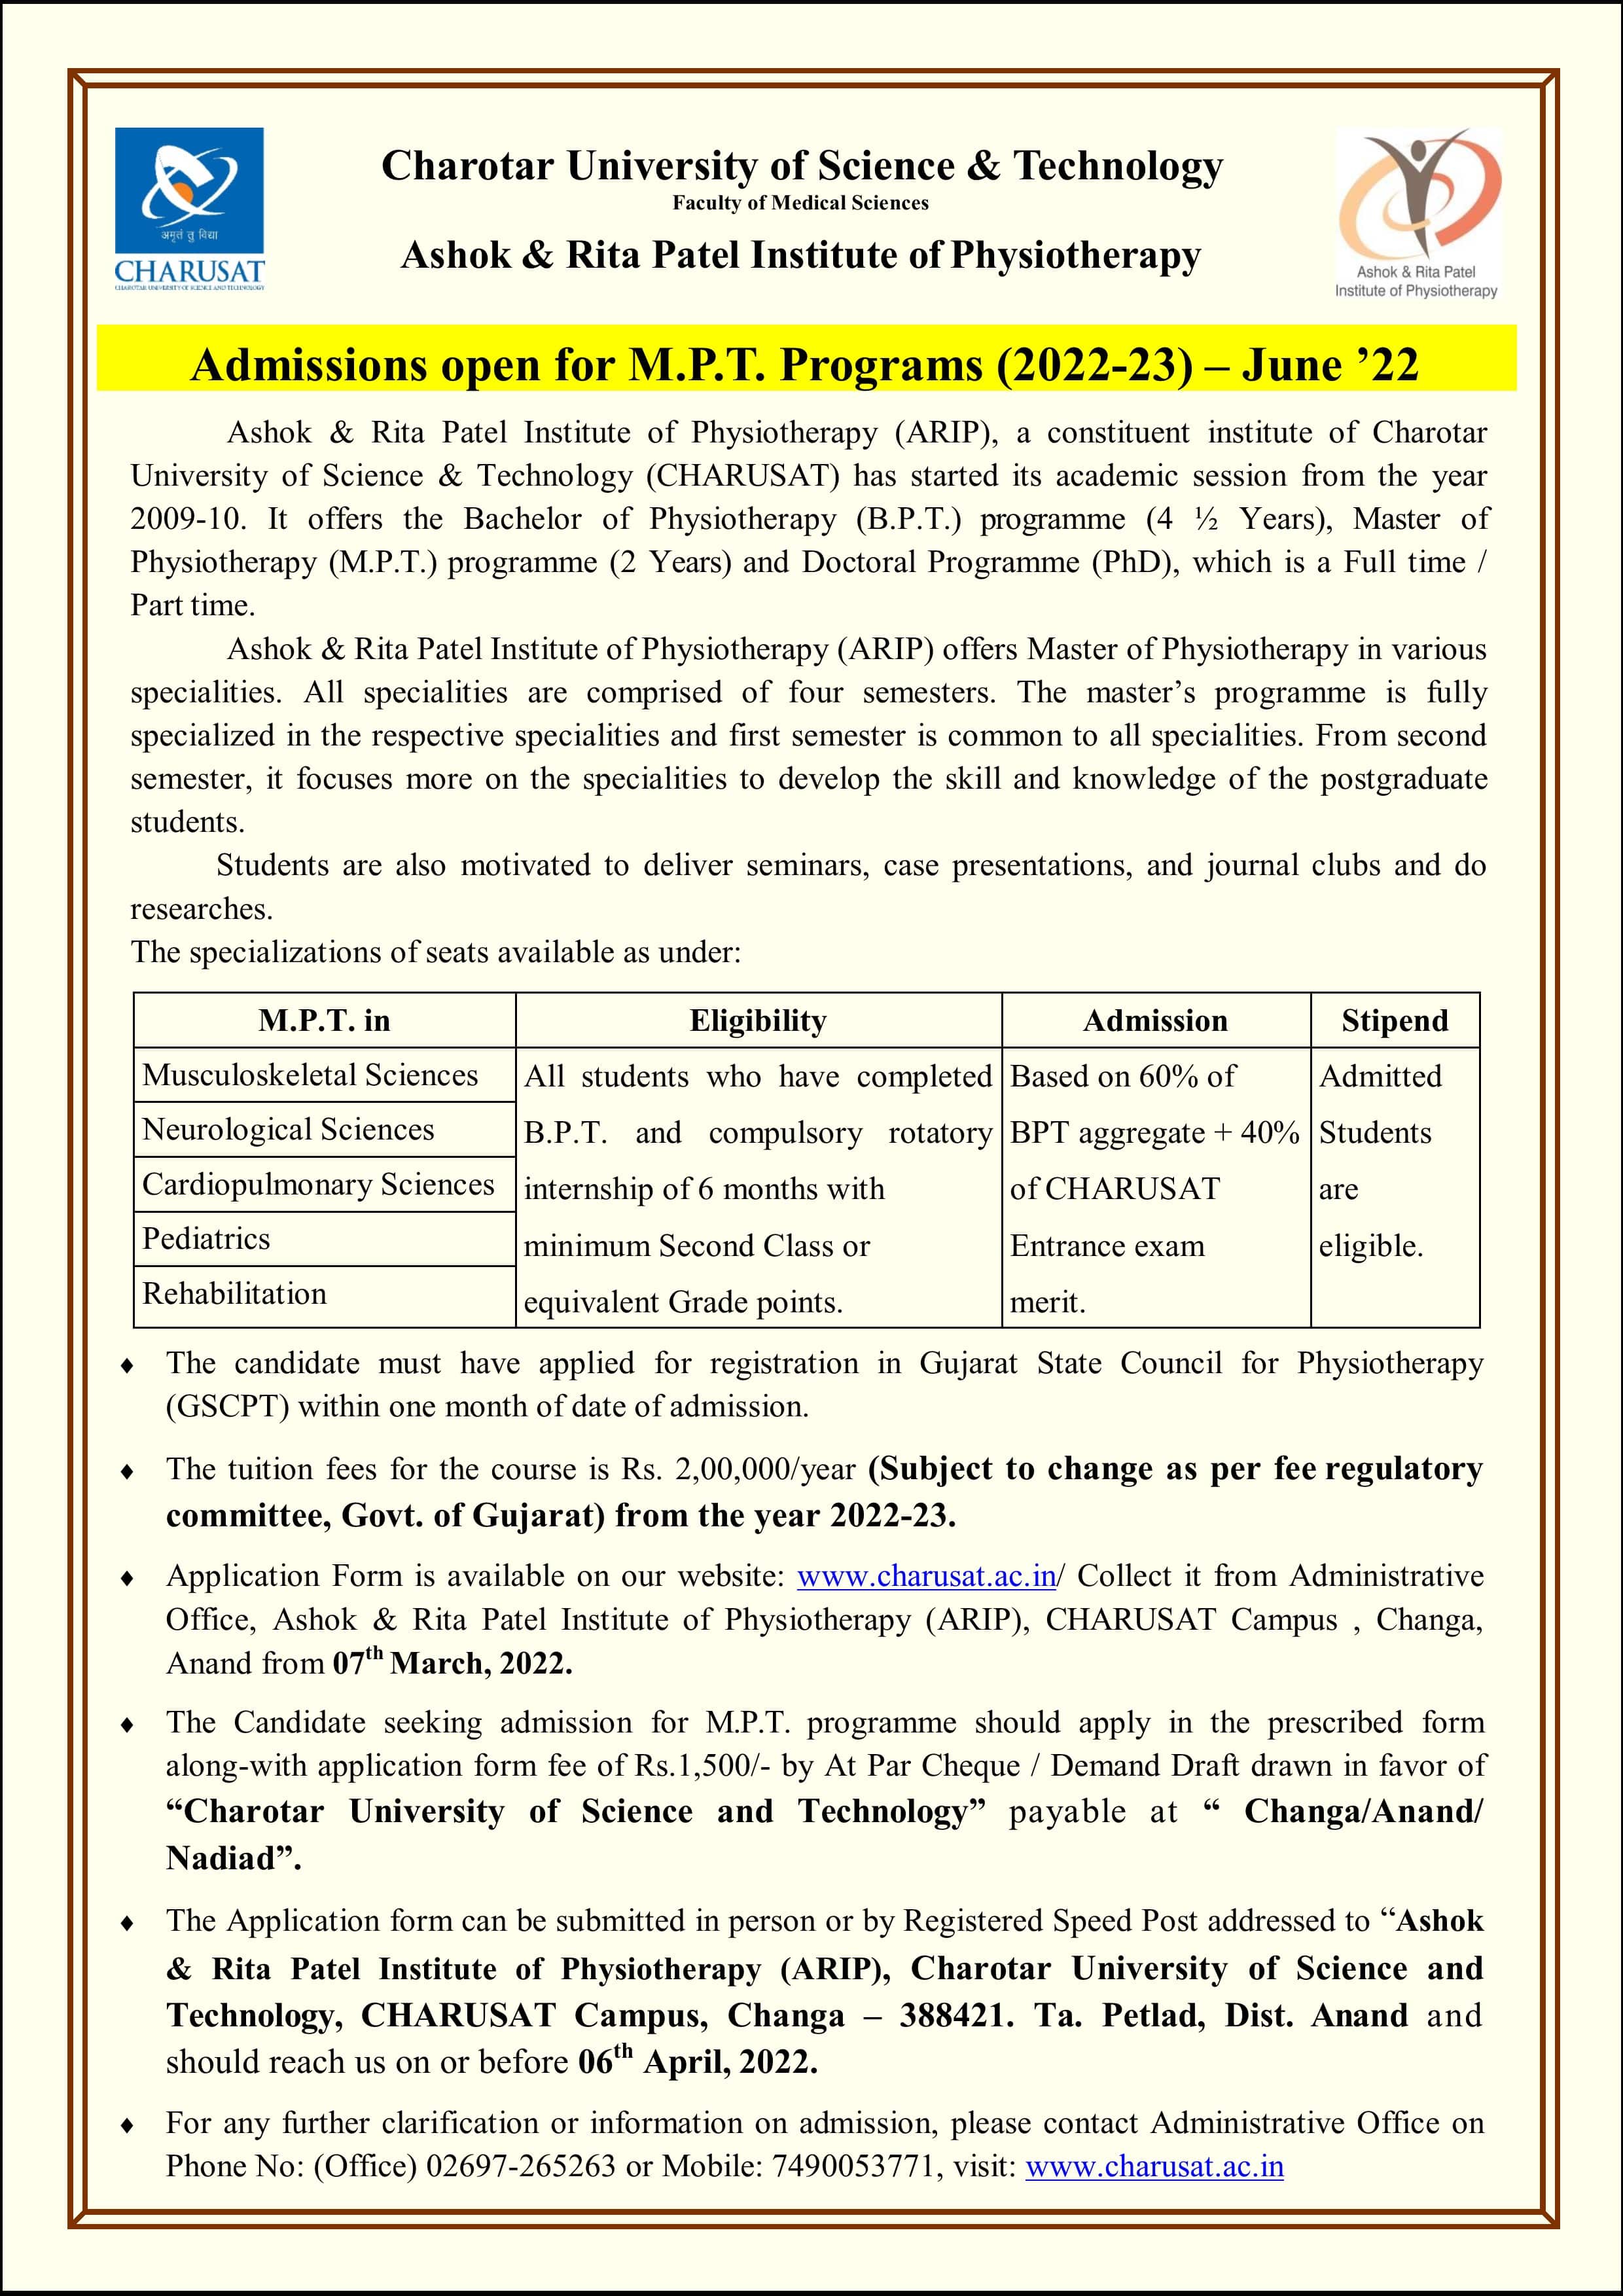 अमृतं तु विद्या
CHARUSAT
CHAROTAR UNIVERSITY OF SCIENCE AND TECHNOLOGY
Charotar University of Science & Technology
Faculty of Medical Sciences
Ashok & Rita Patel Institute of Physiotherapy
Ashok & Rita Patel
Institute of Physiotherapy
Admissions open for M.P.T. Programs (2022-23) – June ’22
Ashok & Rita Patel Institute of Physiotherapy (ARIP), a constituent institute of Charotar
University of Science & Technology (CHARUSAT) has started its academic session from the year
2009-10. It offers the Bachelor of Physiotherapy (B.P.T.) programme (4 ½ Years), Master of
Physiotherapy (M.P.T.) programme (2 Years) and Doctoral Programme (PhD), which is a Full time /
Part time.
Ashok & Rita Patel Institute of Physiotherapy (ARIP) offers Master of Physiotherapy in various
specialities. All specialities are comprised of four semesters. The master’s programme is fully
specialized in the respective specialities and first semester is common to all specialities. From second
semester, it focuses more on the specialities to develop the skill and knowledge of the postgraduate
students.
Students are also motivated to deliver seminars, case presentations, and journal clubs and do
researches.
The specializations of seats available as under:
M.P.T. in
Eligibility
Admission
Stipend
Musculoskeletal Sciences
Neurological Sciences
Cardiopulmonary Sciences
Pediatrics
Rehabilitation
All students who have completed
B.P.T. and compulsory rotatory
internship of 6 months with
minimum Second Class or
equivalent Grade points.
Based on 60% of
BPT aggregate + 40%
of CHARUSAT
Entrance exam
merit.
Admitted
Students
are
eligible.
♦ The candidate must have applied for registration in Gujarat State Council for Physiotherapy
(GSCPT) within one month of date of admission.
♦ The tuition fees for the course is Rs. 2,00,000/year (Subject to change as per fee regulatory
committee, Govt. of Gujarat) from the year 2022-23.
♦ Application Form is available on our website: www.charusat.ac.in/ Collect it from Administrative
Office, Ashok & Rita Patel Institute of Physiotherapy (ARIP), CHARUSAT Campus , Changa,
Anand from 07th March, 2022.
♦ The Candidate seeking admission for M.P.T. programme should apply in the prescribed form
along-with application form fee of Rs.1,500/- by At Par Cheque / Demand Draft drawn in favor of
“Charotar University of Science and Technology” payable at “ Changa/Anand/
Nadiad”.
♦ The Application form can be submitted in person or by Registered Speed Post addressed to “Ashok
& Rita Patel Institute of Physiotherapy (ARIP), Charotar University of Science and
Technology, CHARUSAT Campus, Changa – 388421. Ta. Petlad, Dist. Anand and
should reach us on or before 06th April, 2022.
♦ For any further clarification or information on admission, please contact Administrative Office on
Phone No: (Office) 02697-265263 or Mobile: 7490053771, visit: www.charusat.ac.in